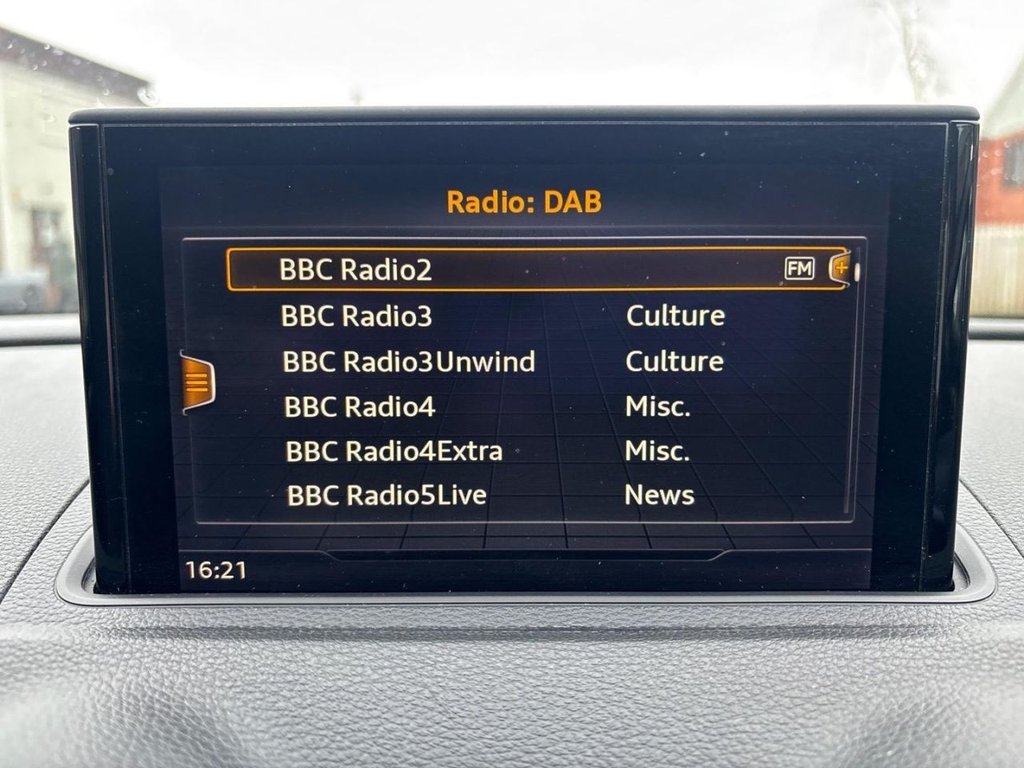 Radio: DAB
BBC Radio2 FM +
BBC Radio3 Culture
BBC Radio3Unwind Culture
BBC Radio4 Misc.
BBC Radio4Extra Misc.
BBC Radio5Live News
16:21